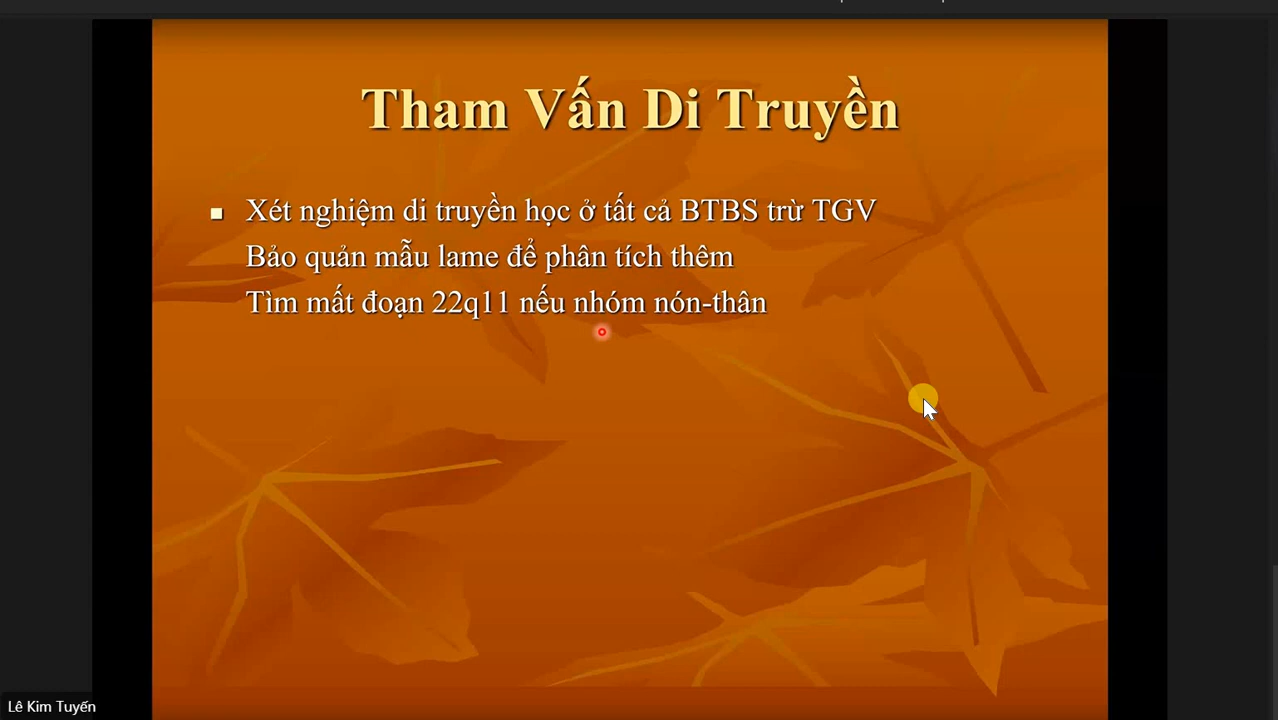 Tham Vấn Di Truyền
Xét nghiệm di truyền học ở tất cả BTBS trừ TGV
Bảo quản mẫu lame để phân tích thêm
Tìm mất đoạn 22q11 nếu nhóm nón-thân
Lê Kim Tuyến